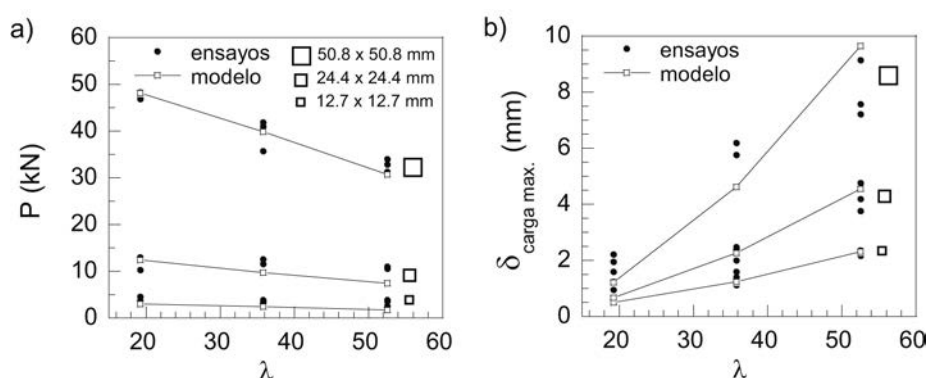 a)
P (kN)
60
50
40
30
20
10
0
ensayos
modelo
50.8 x 50.8 mm
24.4 x 24.4 mm
12.7 x 12.7 mm
20 30 40 50 60
λ
b)
δcarga max. (mm)
10
8
6
4
2
0
ensayos
modelo
20 30 40 50 60
λ